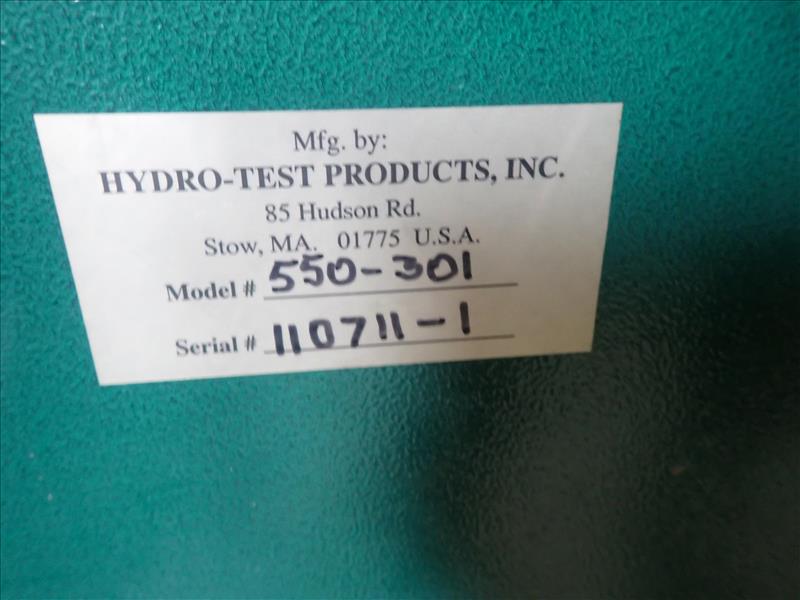 Mfg. by:
HYDRO-TEST PRODUCTS, INC.
85 Hudson Rd.
Stow, MA. 01775 U.S.A.
Model # 550-301
Serial # 110711-1